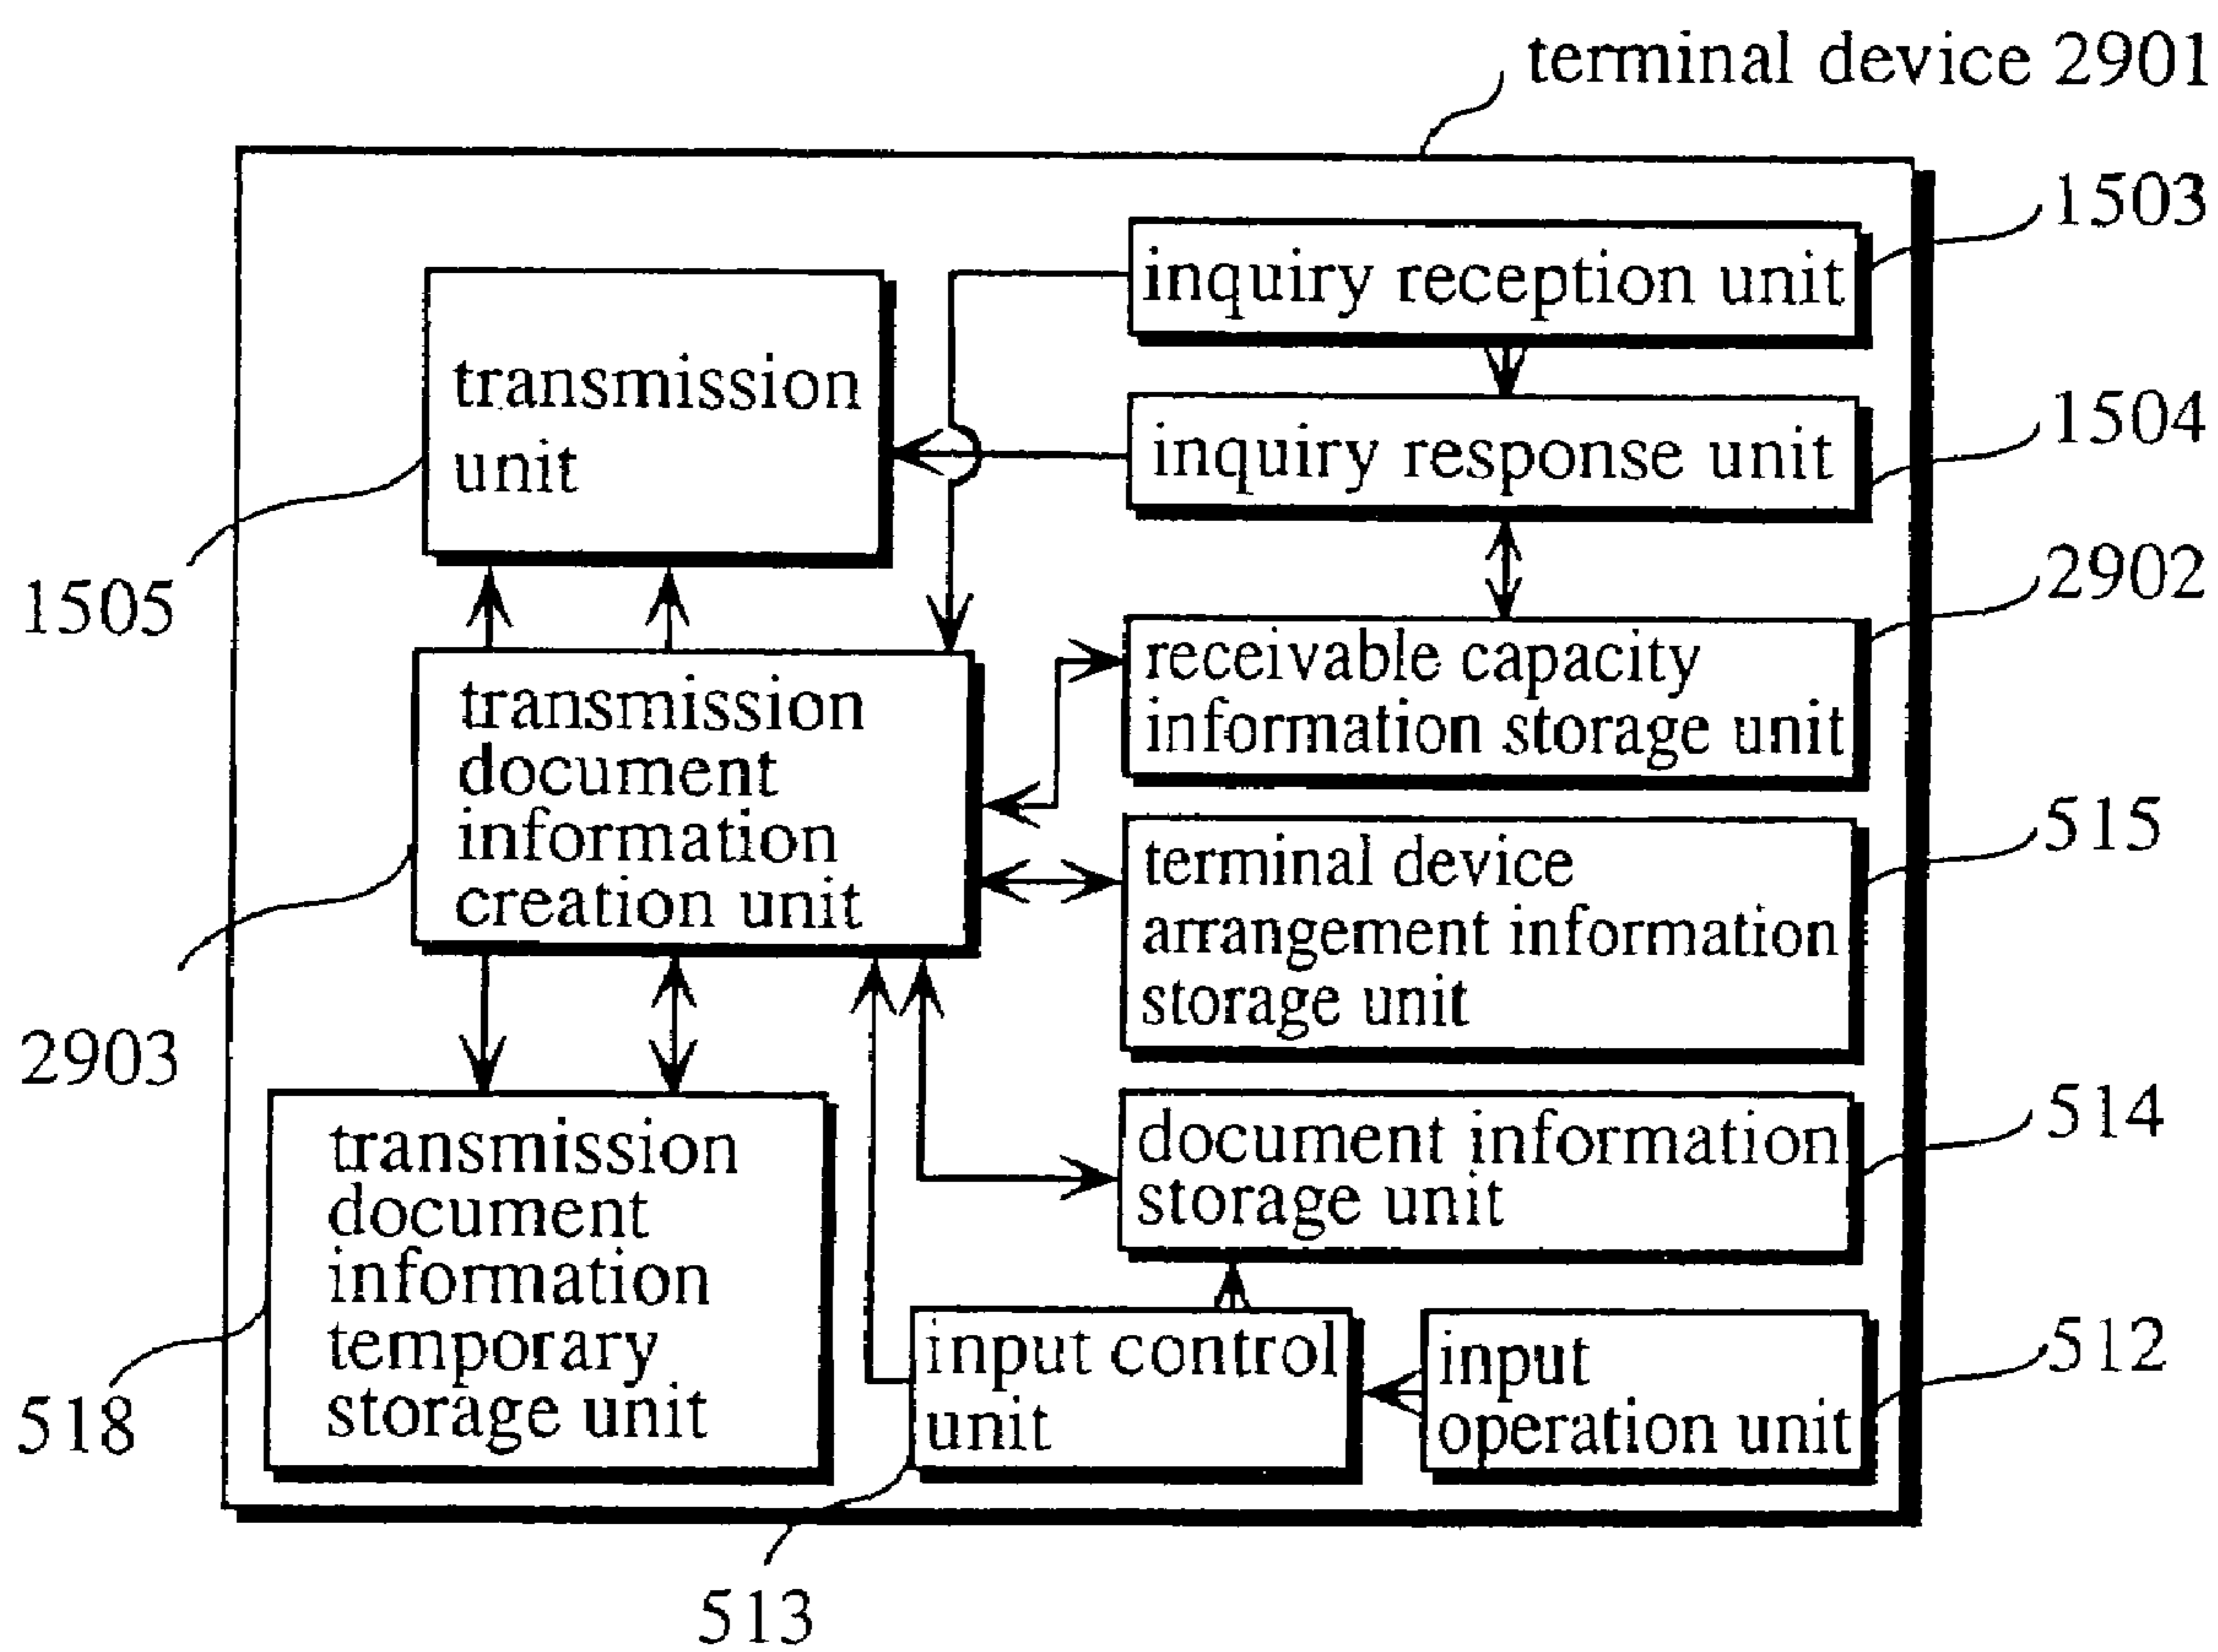 terminal device 2901
1503
inquiry reception unit
transmission
unit
1504
inquiry response unit
1505
2902
receivable capacity
information storage unit
transmission
document
information
creation unit
2903
515
terminal device
arrangement information
storage unit
514
document information
storage unit
transmission
document
information
temporary
storage unit
518
input control
unit
513
512
input
operation unit